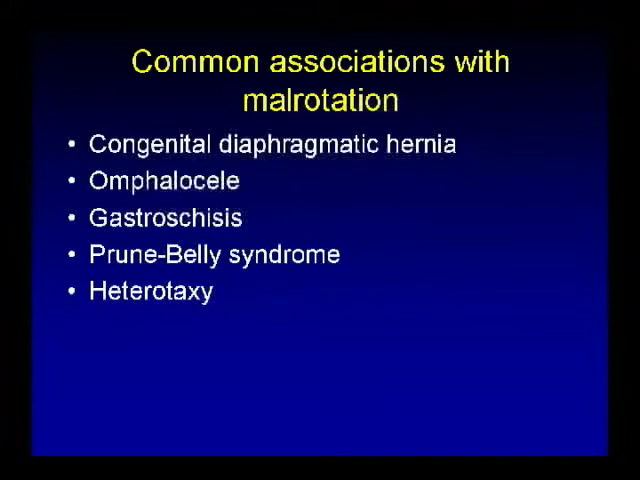 Common associations with
malrotation
• Congenital diaphragmatic hernia
• Omphalocele
• Gastroschisis
• Prune-Belly syndrome
• Heterotaxy